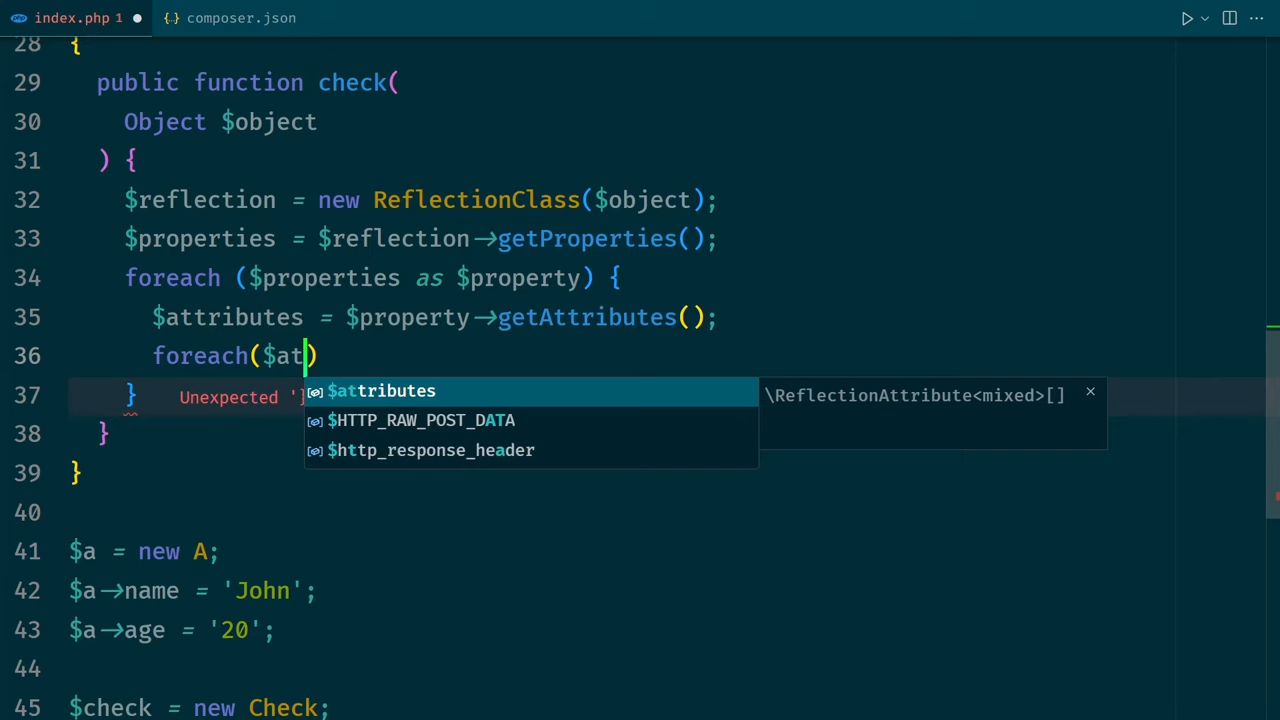 index.php 1 ● {..} composer.json
28 {
29 public function check(
30 Object $object
31 ) {
32 $reflection = new ReflectionClass($object);
33 $properties = $reflection->getProperties();
34 foreach ($properties as $property) {
35 $attributes = $property->getAttributes();
36 foreach($at)
37 } Unexpected '}
$attributes
\ReflectionAttribute<mixed>[]
$HTTP_RAW_POST_DATA
$http_response_header
38 }
39 }
40
41 $a = new A;
42 $a->name = 'John';
43 $a->age = '20';
44
45 $check = new Check;